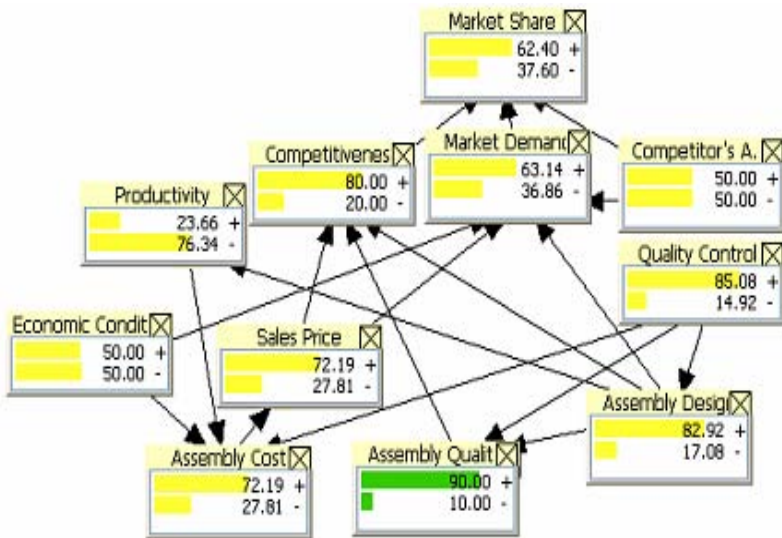 Market Share
62.40 +
37.60 -
Competitivenes
80.00 +
20.00 -
Market Demand
63.14 +
36.86 -
Competitor's A.
50.00 +
50.00 -
Productivity
23.66 +
76.34 -
Quality Control
85.08 +
14.92 -
Economic Condit
50.00 +
50.00 -
Sales Price
72.19 +
27.81 -
Assembly Design
82.92 +
17.08 -
Assembly Cost
72.19 +
27.81 -
Assembly Qualit
90.00 +
10.00 -